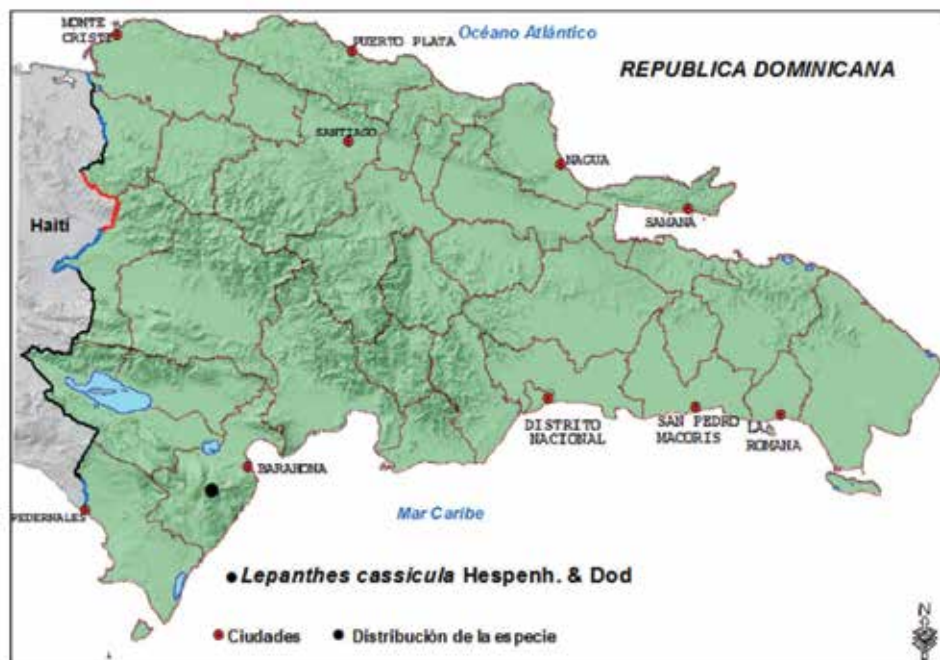 MONTE
CRISTI
Océano Atlántico
PUERTO PLATA
REPUBLICA DOMINICANA
SANTIAGO
NAGUA
Haití
SAMANA
DISTRITO
NACIONAL
SAN PEDRO
MACORIS
LA
ROMANA
BARAHONA
PEDERNALES
Mar Caribe
Lepanthes cassicula Hespenh. & Dod
Ciudades
Distribución de la especie
N